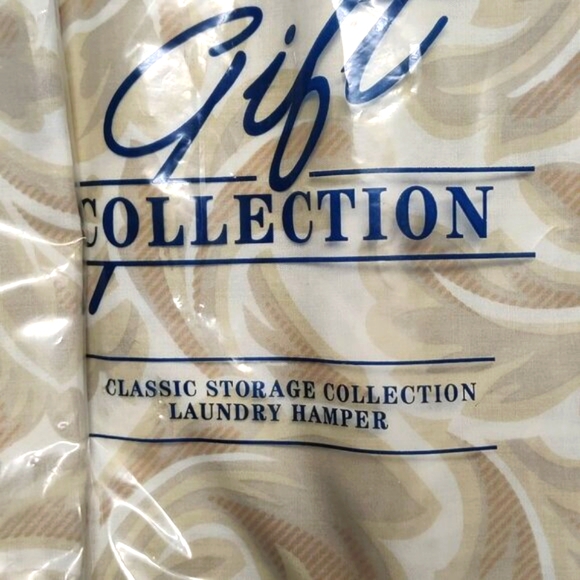 Gift
COLLECTION
CLASSIC STORAGE COLLECTION
LAUNDRY HAMPER